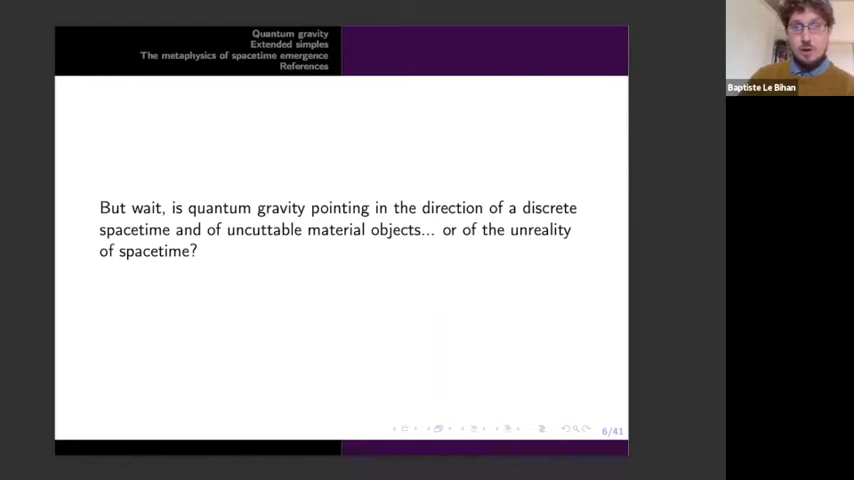 Quantum gravity
Extended simples
The metaphysics of spacetime emergence
References
Baptiste Le Bihan
But wait, is quantum gravity pointing in the direction of a discrete
spacetime and of uncuttable material objects... or of the unreality
of spacetime?
6/41